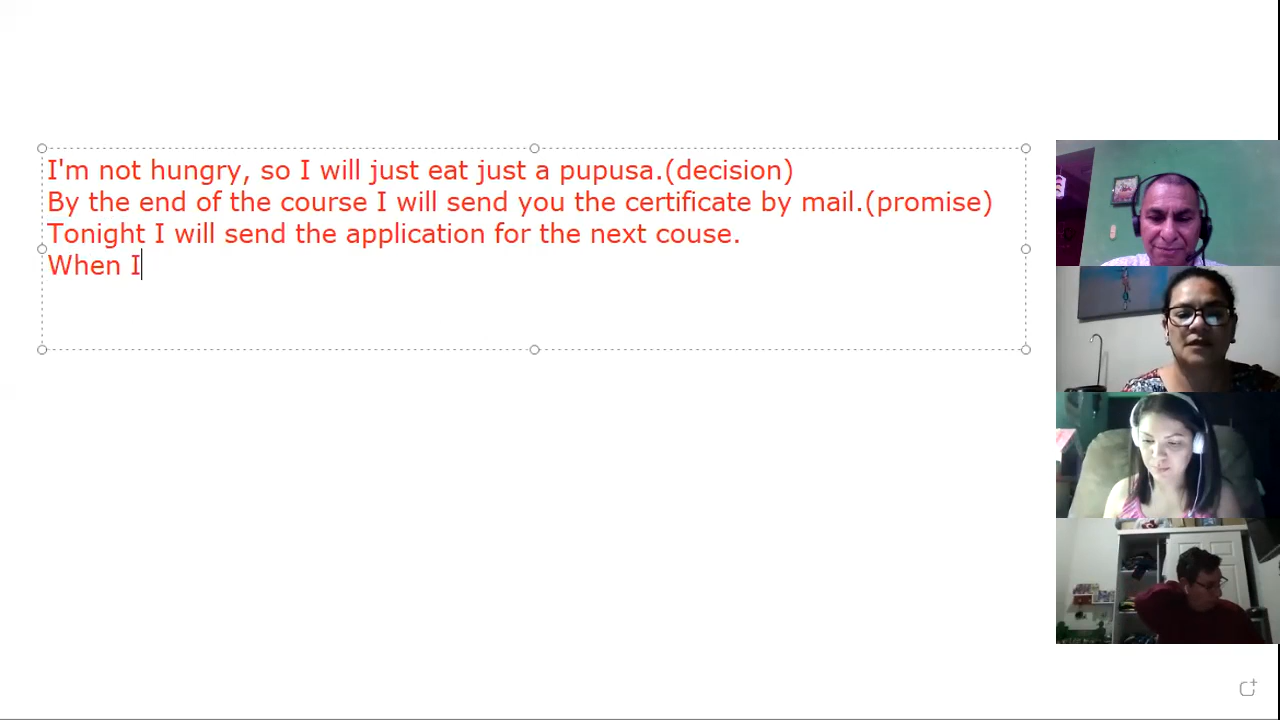 I'm not hungry, so I will just eat just a pupusa.(decision)
By the end of the course I will send you the certificate by mail.(promise)
Tonight I will send the application for the next couse.
When I